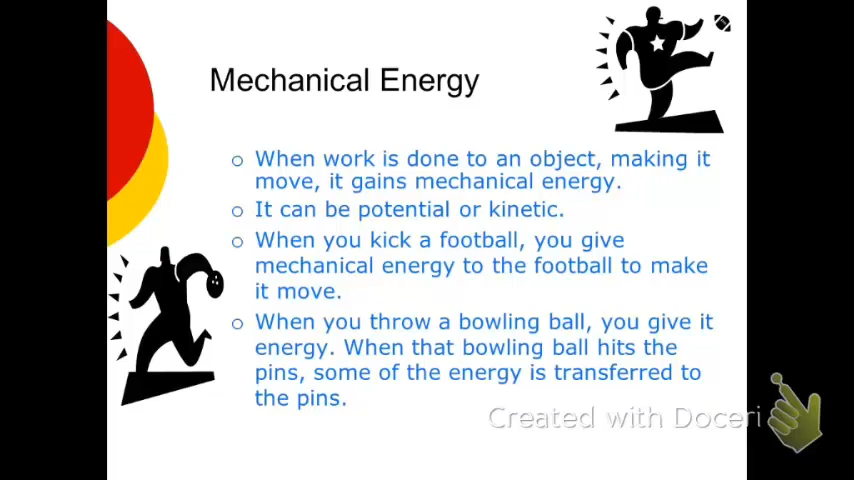 Mechanical Energy
When work is done to an object, making it
move, it gains mechanical energy.
It can be potential or kinetic.
When you kick a football, you give
mechanical energy to the football to make
it move.
When you throw a bowling ball, you give it
energy. When that bowling ball hits the
pins, some of the energy is transferred to
the pins.
Created with Doceri